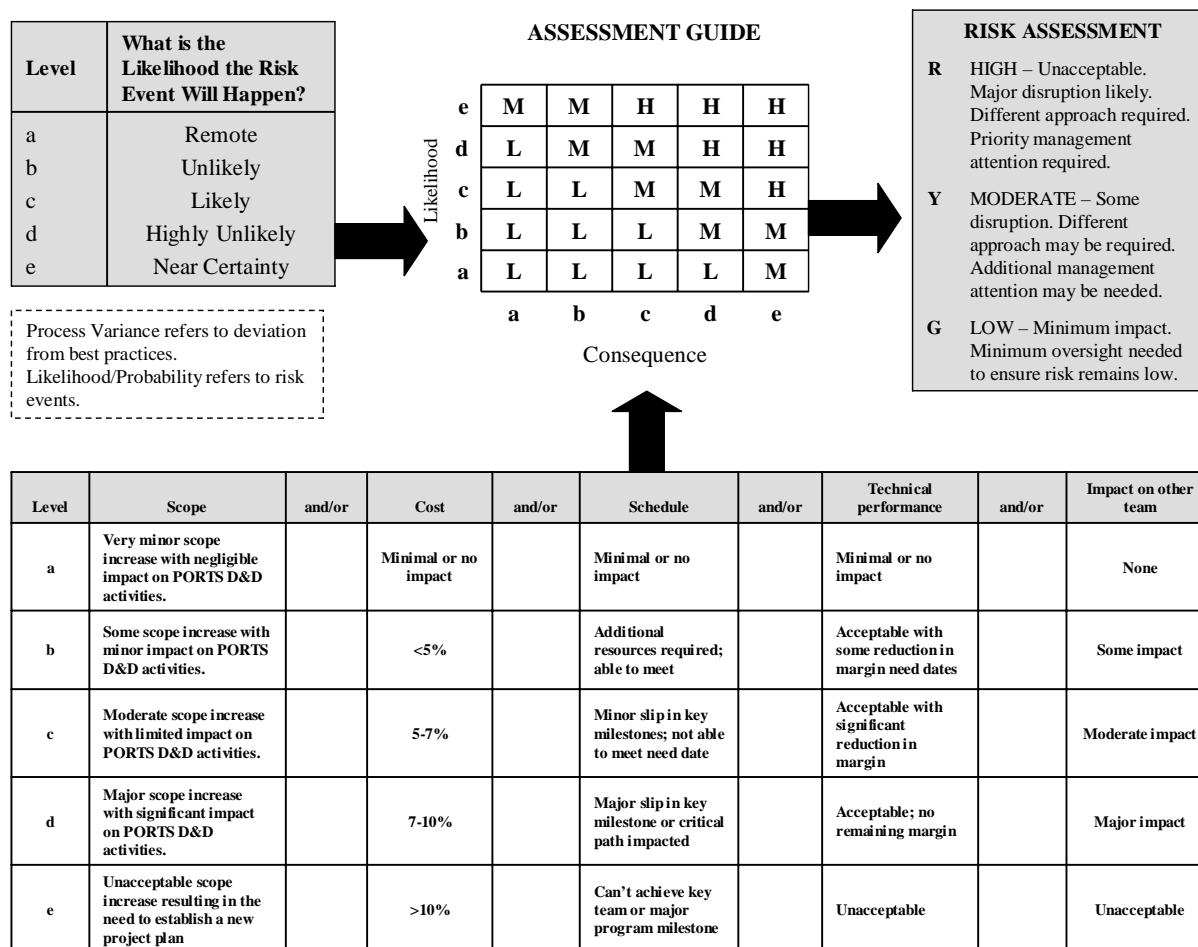 ASSESSMENT GUIDE
Level
What is the
Likelihood the Risk
Event Will Happen?
a Remote
b Unlikely
c Likely
d Highly Unlikely
e Near Certainty
Process Variance refers to deviation
from best practices.
Likelihood/Probability refers to risk
events.
Likelihood
e M M H H H
d L M M H H
c L L M M H
b L L L M M
a L L L L M
a b c d e
Consequence
RISK ASSESSMENT
R HIGH – Unacceptable.
Major disruption likely.
Different approach required.
Priority management
attention required.
Y MODERATE – Some
disruption. Different
approach may be required.
Additional management
attention may be needed.
G LOW – Minimum impact.
Minimum oversight needed
to ensure risk remains low.
Level
Scope
and/or
Cost
and/or
Schedule
and/or
Technical
performance
and/or
Impact on other
team
a
Very minor scope
increase with negligible
impact on PORTS D&D
activities.
Minimal or no
impact
Minimal or no
impact
Minimal or no
impact
None
b
Some scope increase with
minor impact on PORTS
D&D activities.
<5%
Additional
resources required;
able to meet
Acceptable with
some reduction in
margin need dates
Some impact
c
Moderate scope increase
with limited impact on
PORTS D&D activities.
5-7%
Minor slip in key
milestones; not able
to meet need date
Acceptable with
significant
reduction in
margin
Moderate impact
d
Major scope increase
with significant impact
on PORTS D&D
activities.
7-10%
Major slip in key
milestone or critical
path impacted
Acceptable; no
remaining margin
Major impact
e
Unacceptable scope
increase resulting in the
need to establish a new
project plan
>10%
Can't achieve key
team or major
program milestone
Unacceptable
Unacceptable